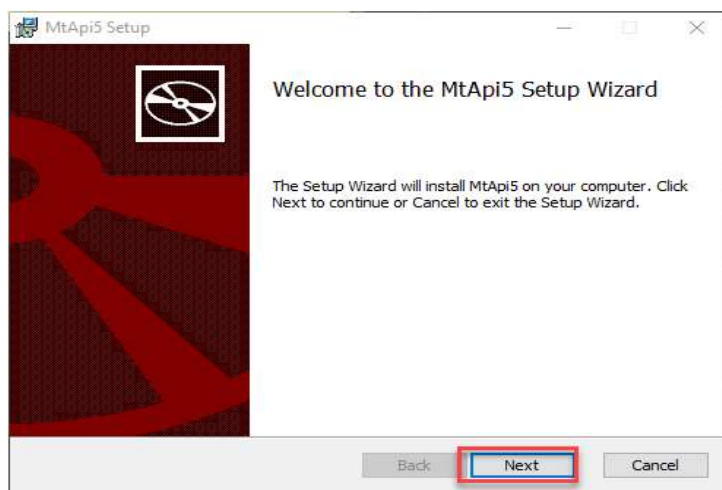 MtApi5 Setup
Welcome to the MtApi5 Setup Wizard
The Setup Wizard will install MtApi5 on your computer. Click
Next to continue or Cancel to exit the Setup Wizard.
Back Next Cancel